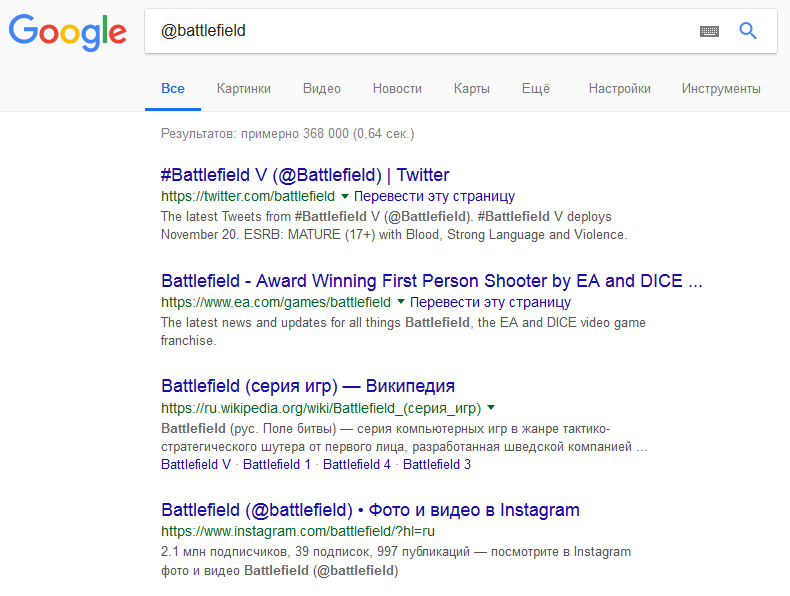 Google @battlefield
Все Картинки Видео Новости Карты Ещё Настройки Инструменты
Результатов: примерно 368 000 (0,64 сек.)
#Battlefield V (@Battlefield) | Twitter
https://twitter.com/battlefield Перевести эту страницу
The latest Tweets from #Battlefield V (@Battlefield). #Battlefield V deploys
November 20. ESRB: MATURE (17+) with Blood, Strong Language and Violence.
Battlefield - Award Winning First Person Shooter by EA and DICE ...
https://www.ea.com/games/battlefield Перевести эту страницу
The latest news and updates for all things Battlefield, the EA and DICE video game
franchise.
Battlefield (серия игр) — Википедия
https://ru.wikipedia.org/wiki/Battlefield_(серия_игр)
Battlefield (рус. Поле битвы) — серия компьютерных игр в жанре тактико-
стратегического шутера от первого лица, разработанная шведской компанией ...
Battlefield V · Battlefield 1 · Battlefield 4 · Battlefield 3
Battlefield (@battlefield) • Фото и видео в Instagram
https://www.instagram.com/battlefield/?hl=ru
2.1 млн подписчиков, 39 подписок, 997 публикаций — посмотрите в Instagram
фото и видео Battlefield (@battlefield)